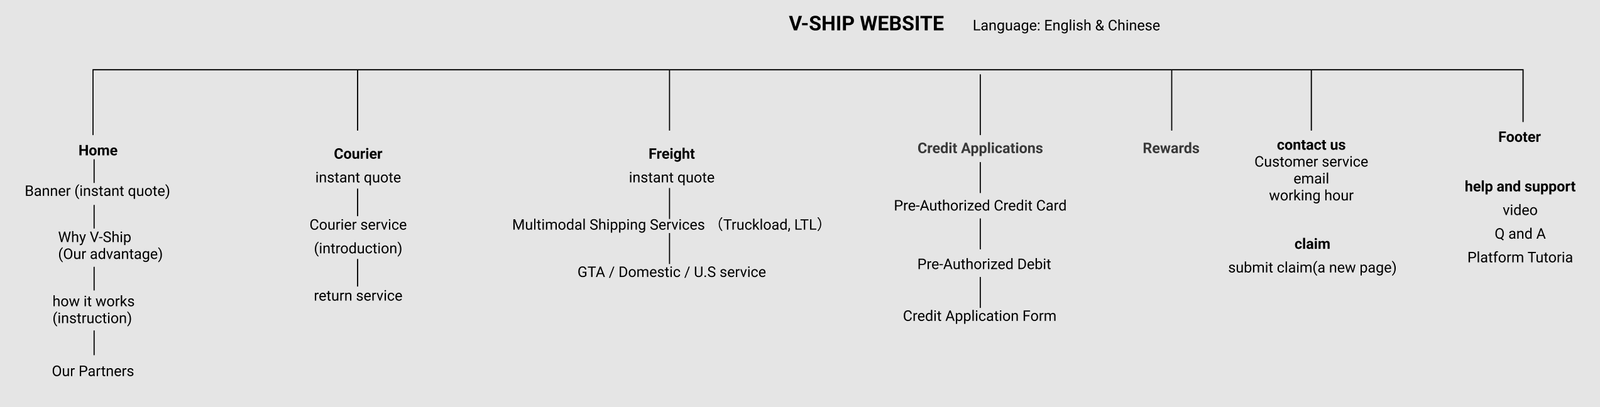 V-SHIP WEBSITE
Language: English & Chinese
Home
Banner (instant quote)
Why V-Ship
(Our advantage)
how it works
(instruction)
Our Partners
Courier
instant quote
Courier service
(introduction)
return service
Freight
instant quote
Multimodal Shipping Services （Truckload, LTL）
GTA / Domestic / U.S service
Credit Applications
Pre-Authorized Credit Card
Pre-Authorized Debit
Credit Application Form
Rewards
contact us
Customer service
email
working hour
claim
submit claim(a new page)
Footer
help and support
video
Q and A
Platform Tutoria